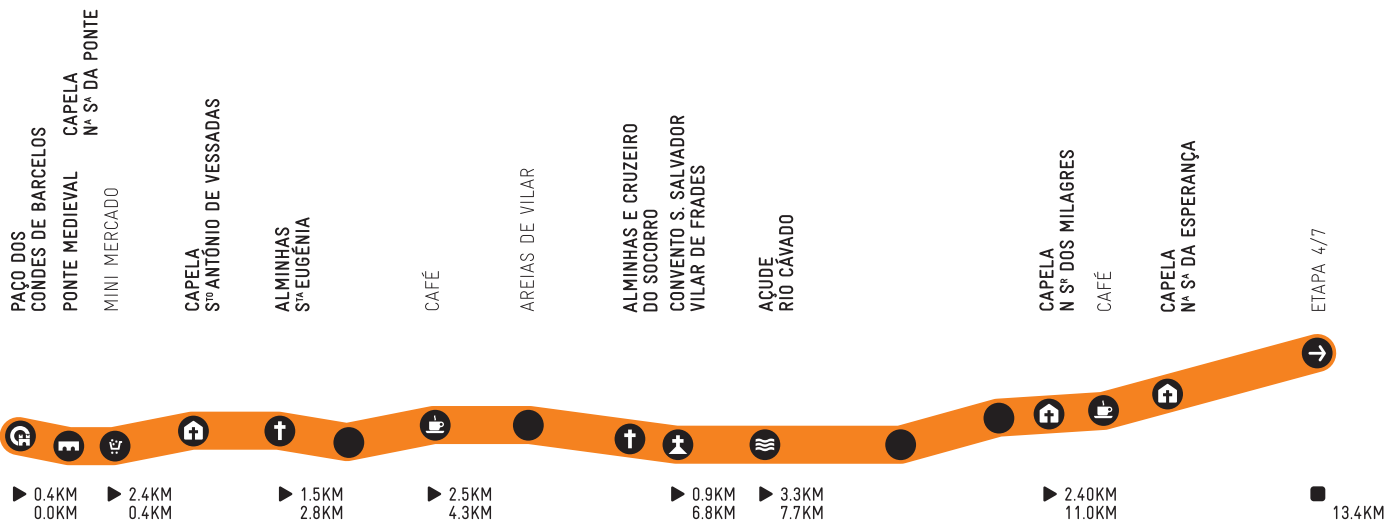 PAÇO DOS
CONDES DE BARCELOS
PONTE MEDIEVAL
CAPELA
Nᴬ Sᴬ DA PONTE
MINI MERCADO
CAPELA
Sᵀᴼ ANTÓNIO DE VESSADAS
ALMINHAS
Sᵀᴬ EUGÉNIA
CAFÉ
AREIAS DE VILAR
ALMINHAS E CRUZEIRO
DO SOCORRO
CONVENTO S. SALVADOR
VILAR DE FRADES
AÇUDE
RIO CÁVADO
CAPELA
N Sᴿ DOS MILAGRES
CAFÉ
CAPELA
Nᴬ Sᴬ DA ESPERANÇA
ETAPA 4/7
0.4KM
0.0KM
2.4KM
0.4KM
1.5KM
2.8KM
2.5KM
4.3KM
0.9KM
6.8KM
3.3KM
7.7KM
2.40KM
11.0KM
13.4KM